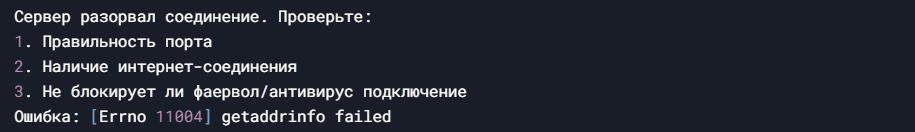 Сервер разорвал соединение. Проверьте:
1. Правильность порта
2. Наличие интернет-соединения
3. Не блокирует ли фаервол/антивирус подключение
Ошибка: [Errno 11004] getaddrinfo failed